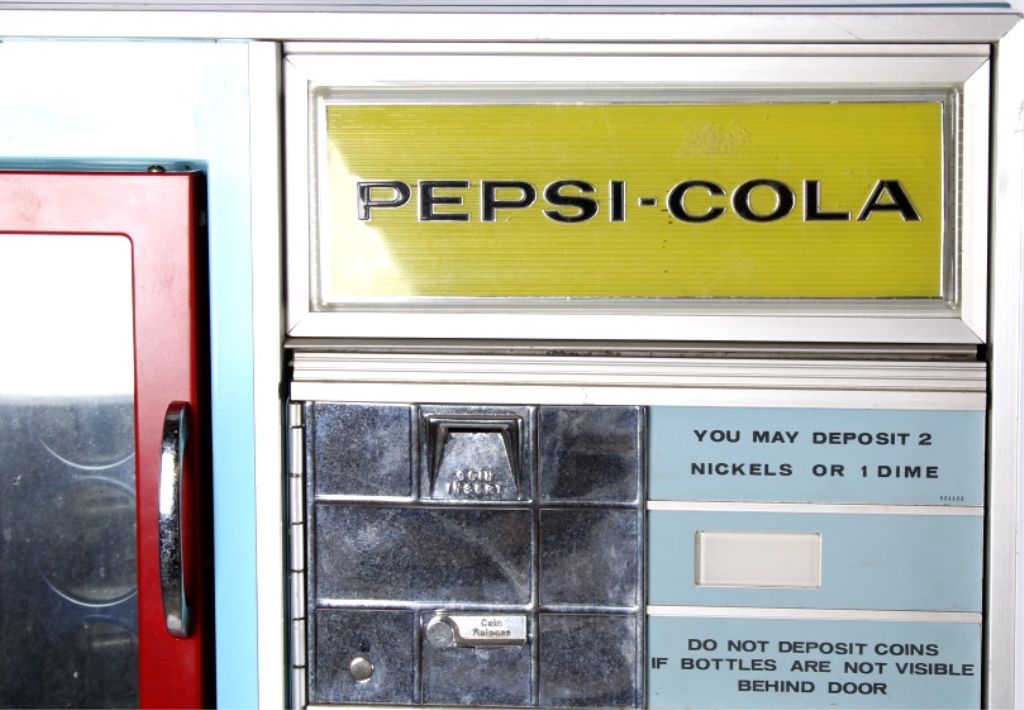 PEPSI-COLA
COIN
INSERT
YOU MAY DEPOSIT 2
NICKELS OR 1 DIME
Coin
Release
DO NOT DEPOSIT COINS
IF BOTTLES ARE NOT VISIBLE
BEHIND DOOR